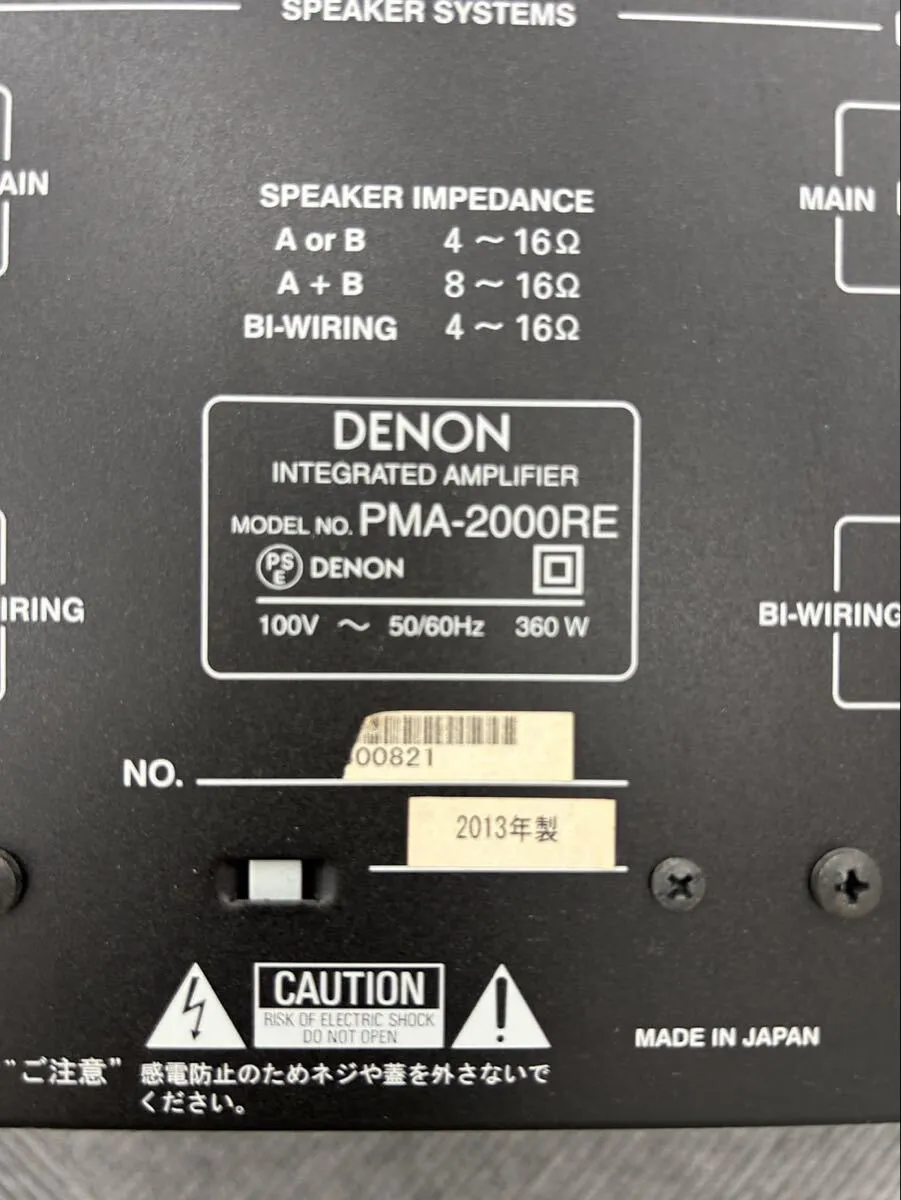 SPEAKER SYSTEMS
AIN
MAIN
SPEAKER IMPEDANCE
A or B 4 ~ 16Ω
A + B 8 ~ 16Ω
BI-WIRING 4 ~ 16Ω
DENON
INTEGRATED AMPLIFIER
MODEL NO. PMA-2000RE
PSE DENON
100V ~ 50/60Hz 360 W
IRING
BI-WIRING
00821
NO.
2013年製
CAUTION
RISK OF ELECTRIC SHOCK
DO NOT OPEN
MADE IN JAPAN
"ご注意" 感電防止のためネジや蓋を外さないで
ください。